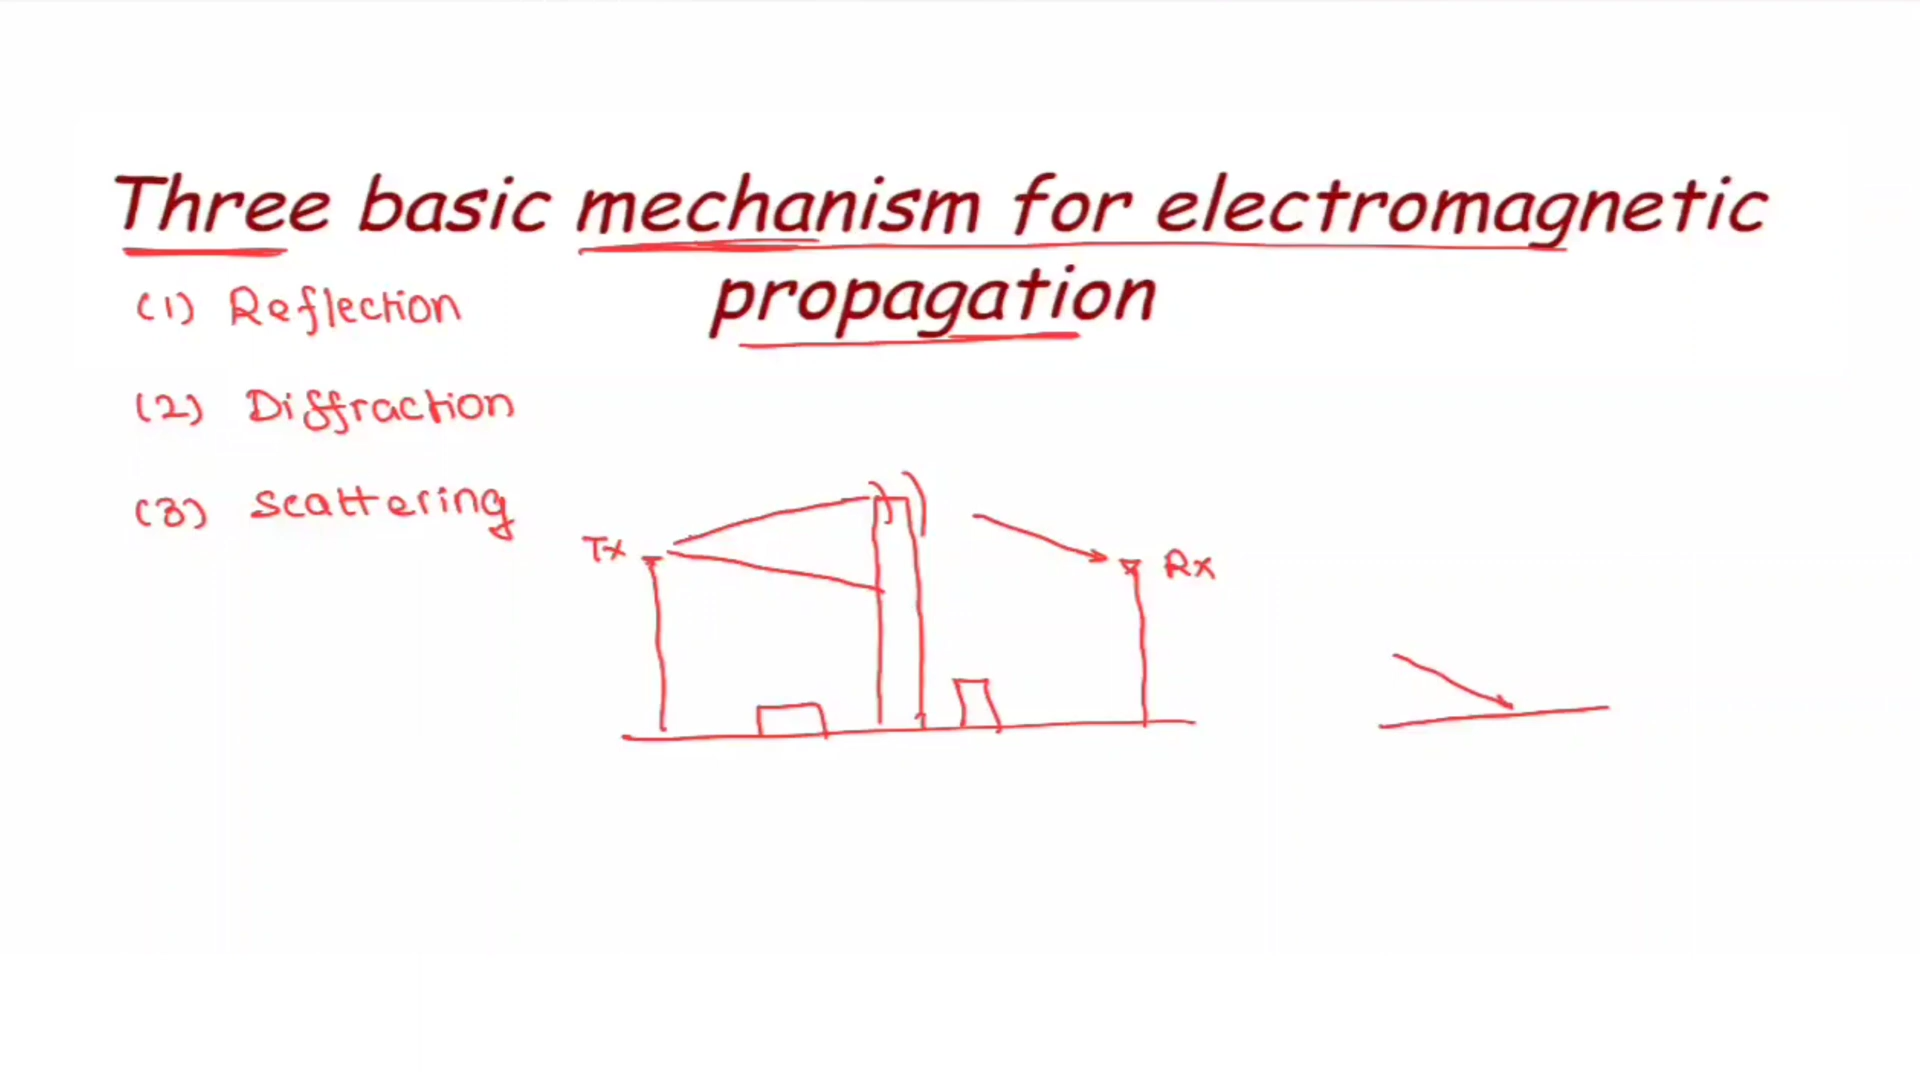 Three basic mechanism for electromagnetic
propagation
(1) Reflection
(2) Diffraction
(3) Scattering
Tx
Rx